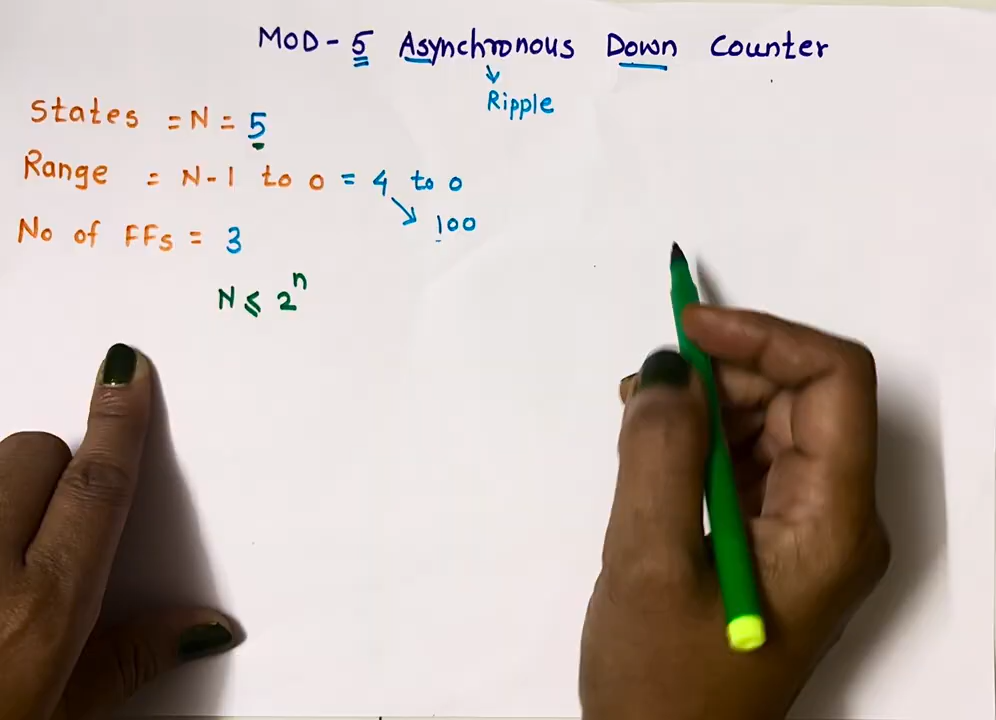 MOD - 5 Asynchronous Down Counter
Ripple
States = N = 5
Range = N - 1 to 0 = 4 to 0
100
No of FFs = 3
N ≤ 2ⁿ